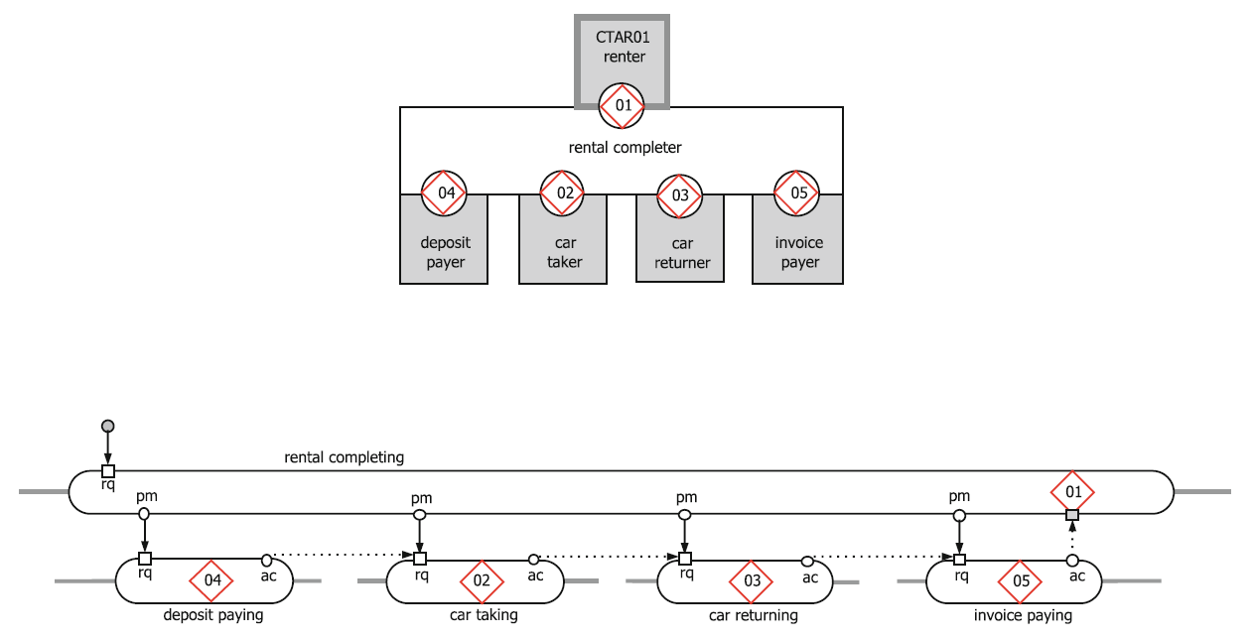 CTAR01
renter
01
rental completer
04
02
03
05
deposit
payer
car
taker
car
returner
invoice
payer
rental completing
rq
pm
pm
pm
pm
01
rq
04
ac
rq
02
ac
rq
03
ac
rq
05
ac
deposit paying
car taking
car returning
invoice paying